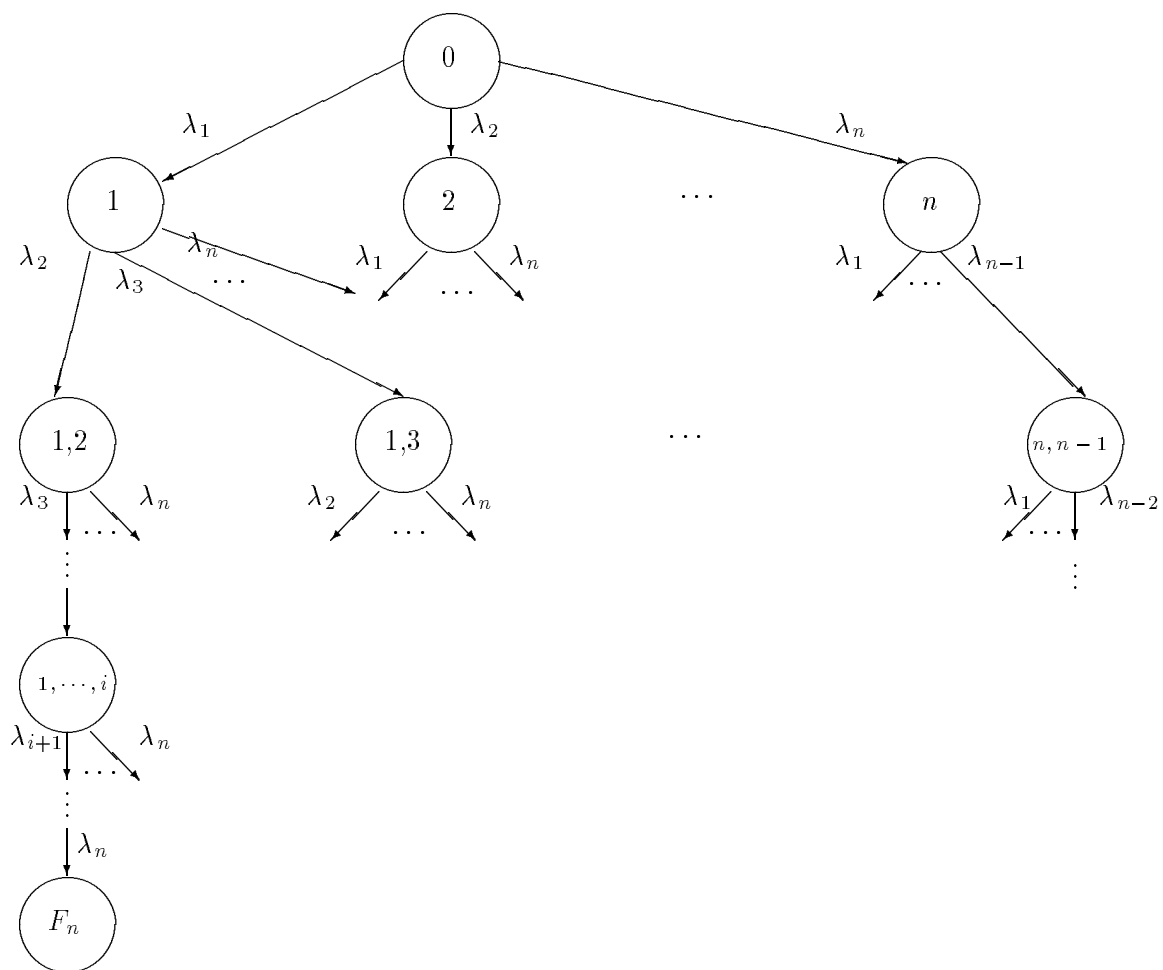 0
λ₁ λ₂ λₙ
1 2 ⋯ n
λ₂ λ₃ λₙ ⋯ λ₁ ⋯ λₙ λ₁ ⋯ λₙ₋₁
1,2 1,3 ⋯ n, n − 1
λ₃ ⋯ λₙ λ₂ ⋯ λₙ λ₁ ⋯ λₙ₋₂
⋮ ⋮
1, ⋯, i
λᵢ₊₁ ⋯ λₙ
⋮
λₙ
Fₙ